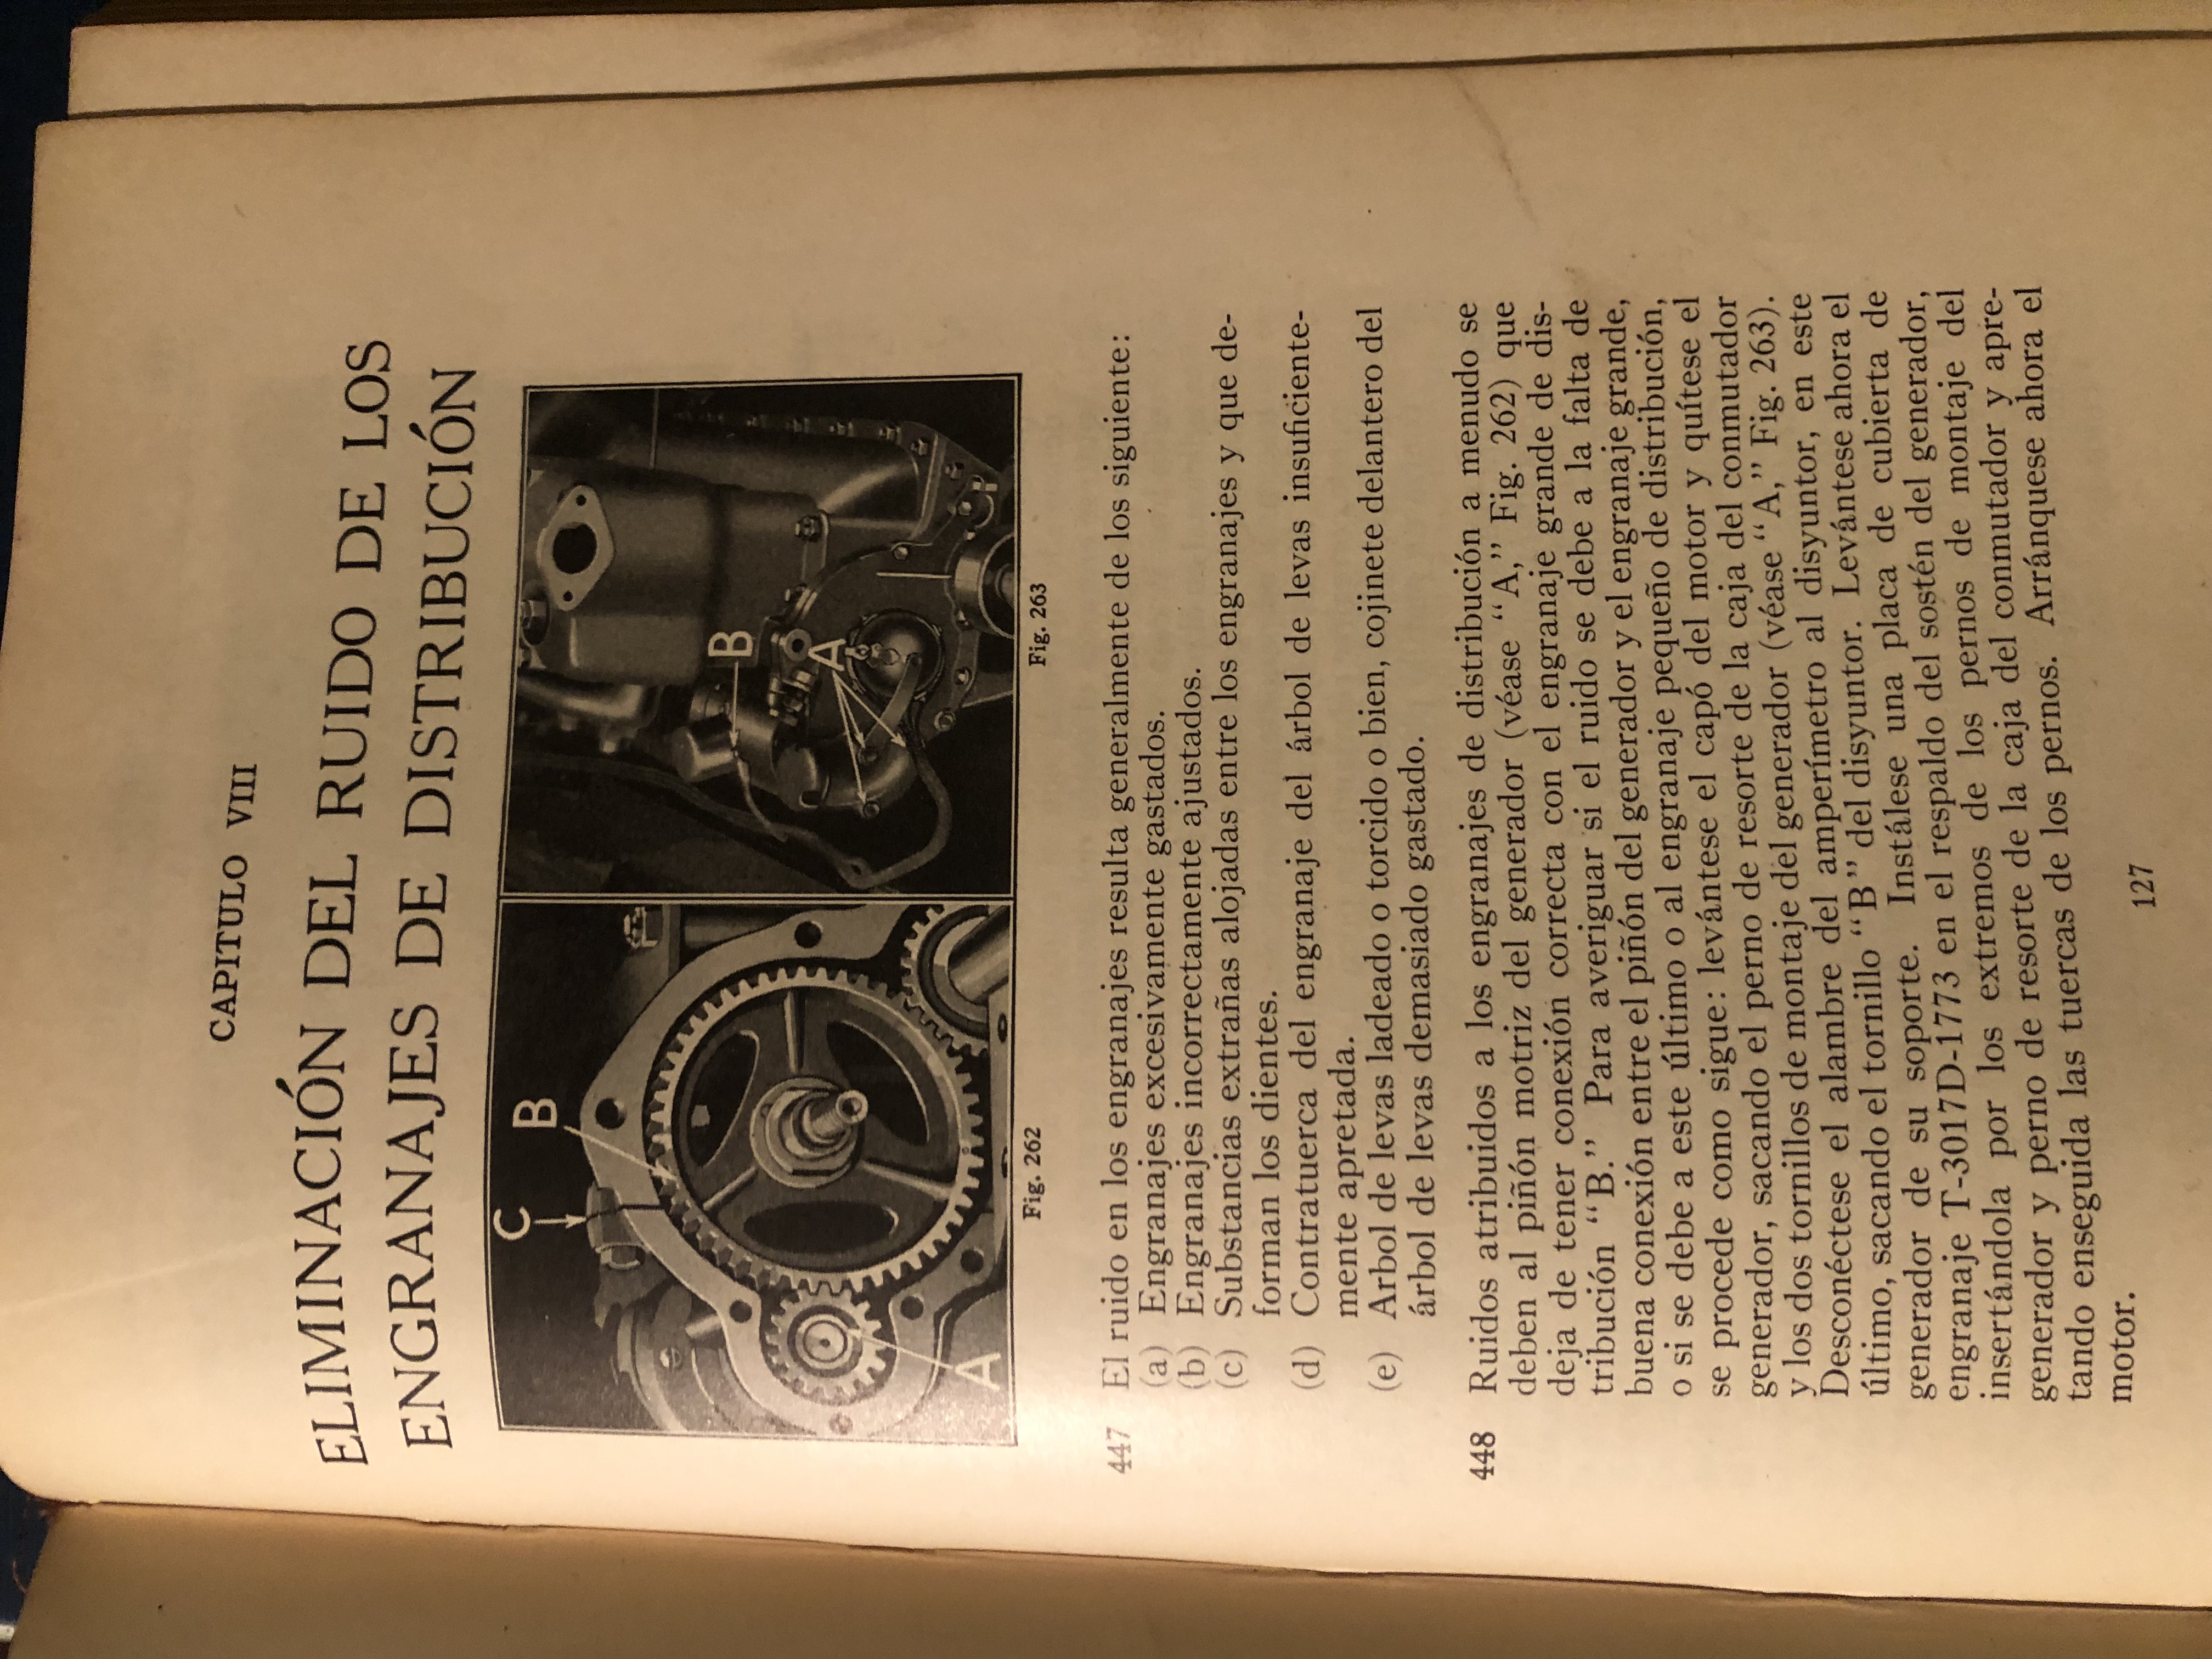 CAPITULO VIII
ELIMINACIÓN DEL RUIDO DE LOS
ENGRANAJES DE DISTRIBUCIÓN
C
B
A
B
A
Fig. 262
Fig. 263
447 El ruido en los engranajes resulta generalmente de los siguiente:
(a) Engranajes excesivamente gastados.
(b) Engranajes incorrectamente ajustados.
(c) Substancias extrañas alojadas entre los engranajes y que de-
forman los dientes.
(d) Contratuerca del engranaje del árbol de levas insuficiente-
mente apretada.
(e) Arbol de levas ladeado o torcido o bien, cojinete delantero del
árbol de levas demasiado gastado.
448 Ruidos atribuidos a los engranajes de distribución a menudo se
deben al piñón motriz del generador (véase “A,” Fig. 262) que
deja de tener conexión correcta con el engranaje grande de dis-
tribución “B.” Para averiguar si el ruido se debe a la falta de
buena conexión entre el piñón del generador y el engranaje grande,
o si se debe a este último o al engranaje pequeño de distribución,
se procede como sigue: levántese el capó del motor y quítese el
generador, sacando el perno de resorte de la caja del conmutador
y los dos tornillos de montaje del generador (véase “A,” Fig. 263).
Desconéctese el alambre del amperímetro al disyuntor, en este
último, sacando el tornillo “B” del disyuntor. Levántese ahora el
generador de su soporte. Instálese una placa de cubierta de
engranaje T-3017D-1773 en el respaldo del sostén del generador,
insertándola por los extremos de los pernos de montaje del
generador y perno de resorte de la caja del conmutador y apre-
tando enseguida las tuercas de los pernos. Arránquese ahora el
motor.
127